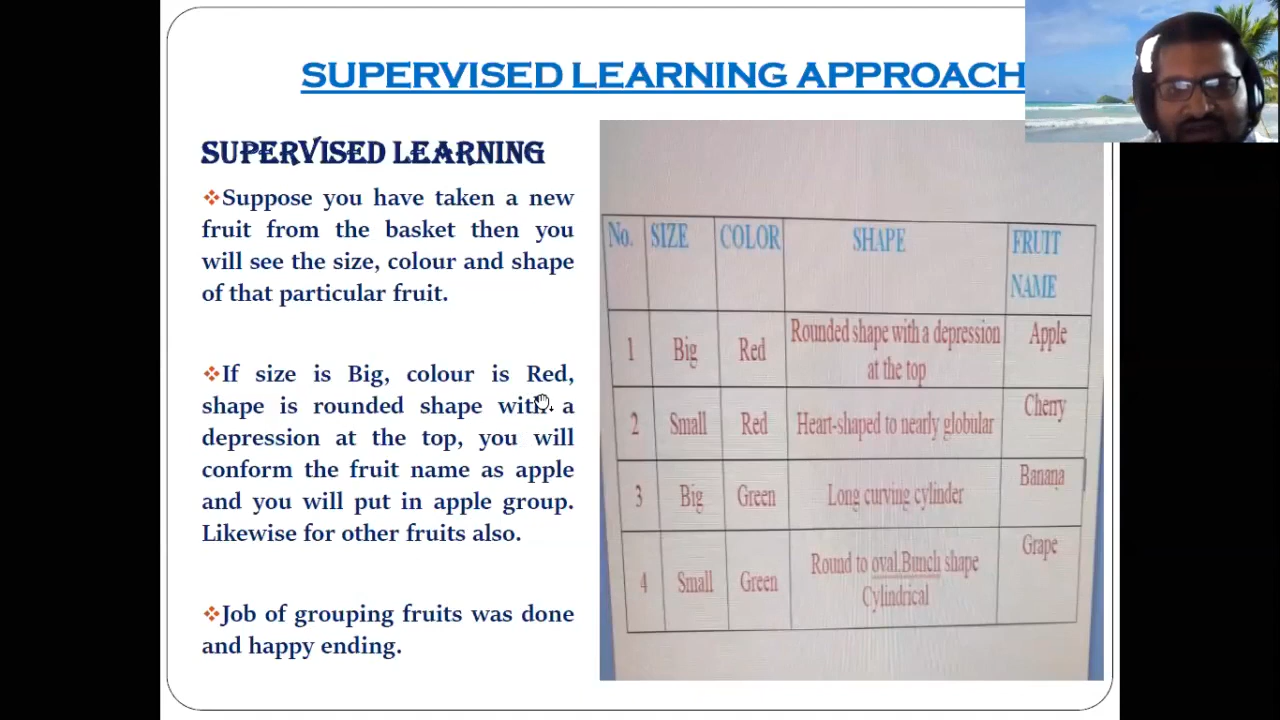 SUPERVISED LEARNING APPROACH
SUPERVISED LEARNING
Suppose you have taken a new
fruit from the basket then you
will see the size, colour and shape
of that particular fruit.
If size is Big, colour is Red,
shape is rounded shape with a
depression at the top, you will
conform the fruit name as apple
and you will put in apple group.
Likewise for other fruits also.
Job of grouping fruits was done
and happy ending.
No. SIZE COLOR SHAPE FRUIT
NAME
1 Big Red Rounded shape with a depression Apple
at the top
2 Small Red Heart-shaped to nearly globular Cherry
3 Big Green Long curving cylinder Banana
4 Small Green Round to oval.Bunch shape Grape
Cylindrical